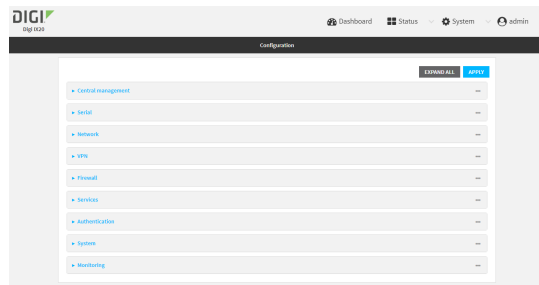 DIGI
Digi IX20
Dashboard Status System admin
Configuration
EXPAND ALL APPLY
Central management
Serial
Network
VPN
Firewall
Services
Authentication
System
Monitoring